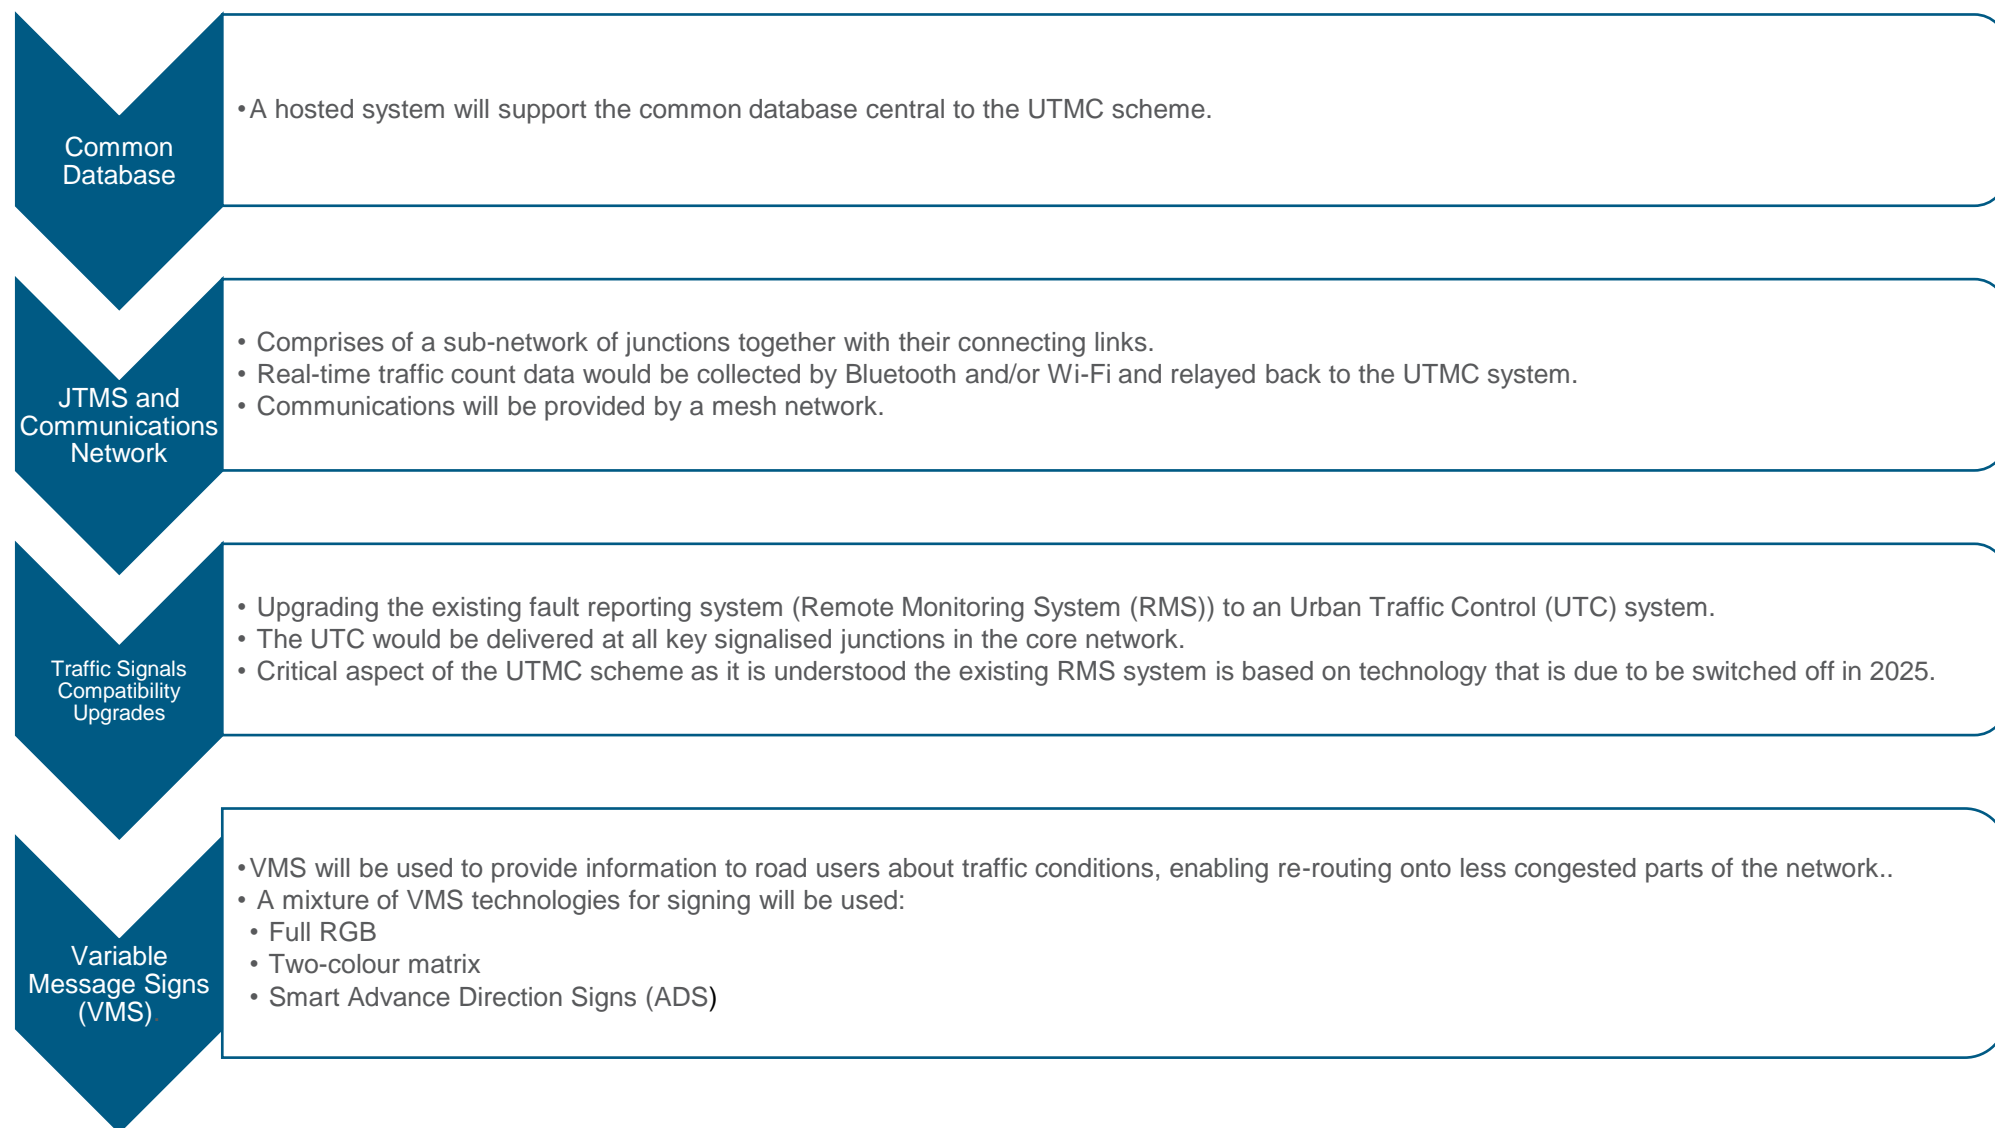 Common
Database
•A hosted system will support the common database central to the UTMC scheme.
JTMS and
Communications
Network
• Comprises of a sub-network of junctions together with their connecting links.
• Real-time traffic count data would be collected by Bluetooth and/or Wi-Fi and relayed back to the UTMC system.
• Communications will be provided by a mesh network.
Traffic Signals
Compatibility
Upgrades
• Upgrading the existing fault reporting system (Remote Monitoring System (RMS)) to an Urban Traffic Control (UTC) system.
• The UTC would be delivered at all key signalised junctions in the core network.
• Critical aspect of the UTMC scheme as it is understood the existing RMS system is based on technology that is due to be switched off in 2025.
Variable
Message Signs
(VMS).
•VMS will be used to provide information to road users about traffic conditions, enabling re-routing onto less congested parts of the network..
• A mixture of VMS technologies for signing will be used:
• Full RGB
• Two-colour matrix
• Smart Advance Direction Signs (ADS)